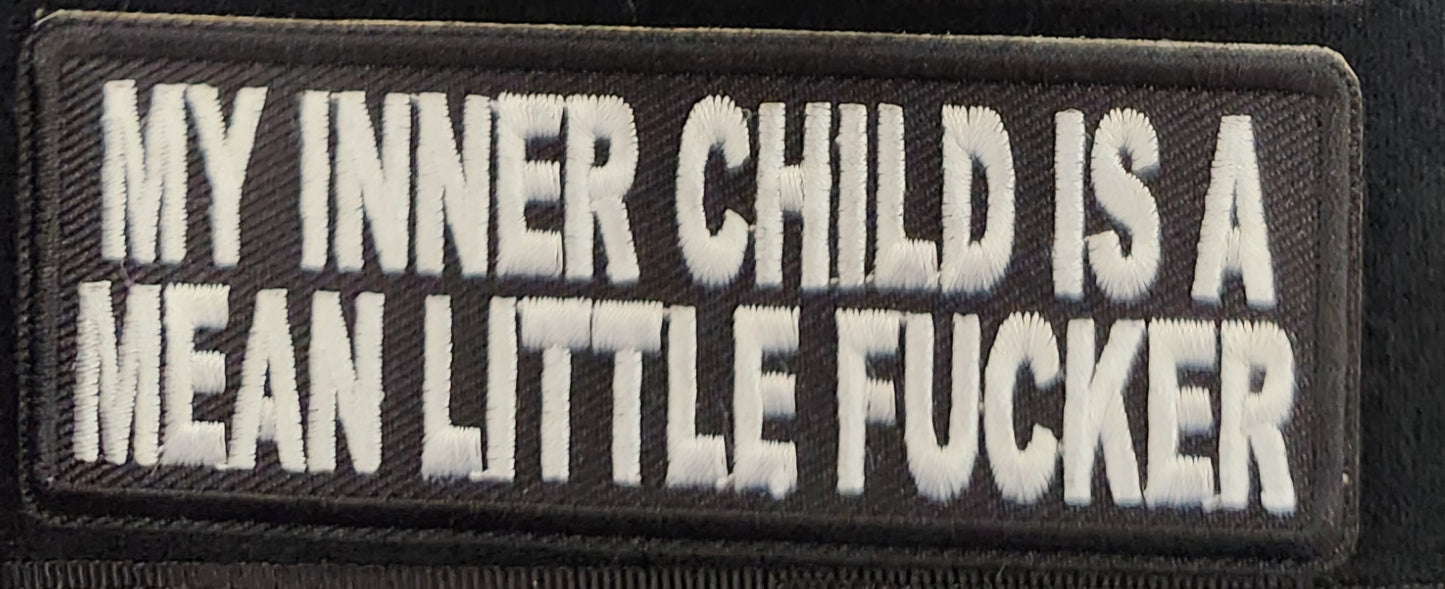 MY INNER CHILD IS A
MEAN LITTLE FUCKER